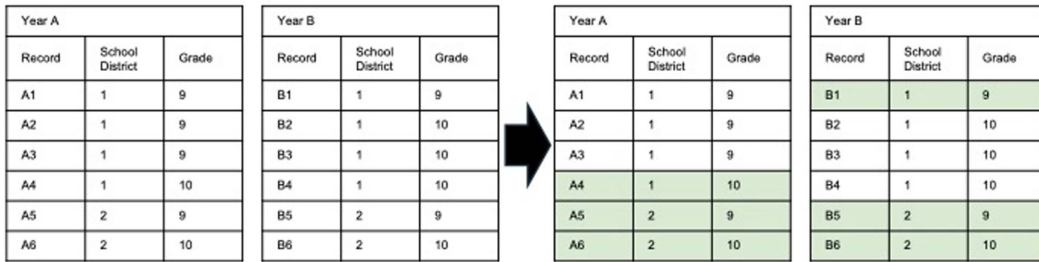 Year A
Record School District Grade
A1 1 9
A2 1 9
A3 1 9
A4 1 10
A5 2 9
A6 2 10
Year B
Record School District Grade
B1 1 9
B2 1 10
B3 1 10
B4 1 10
B5 2 9
B6 2 10
Year A
Record School District Grade
A1 1 9
A2 1 9
A3 1 9
A4 1 10
A5 2 9
A6 2 10
Year B
Record School District Grade
B1 1 9
B2 1 10
B3 1 10
B4 1 10
B5 2 9
B6 2 10